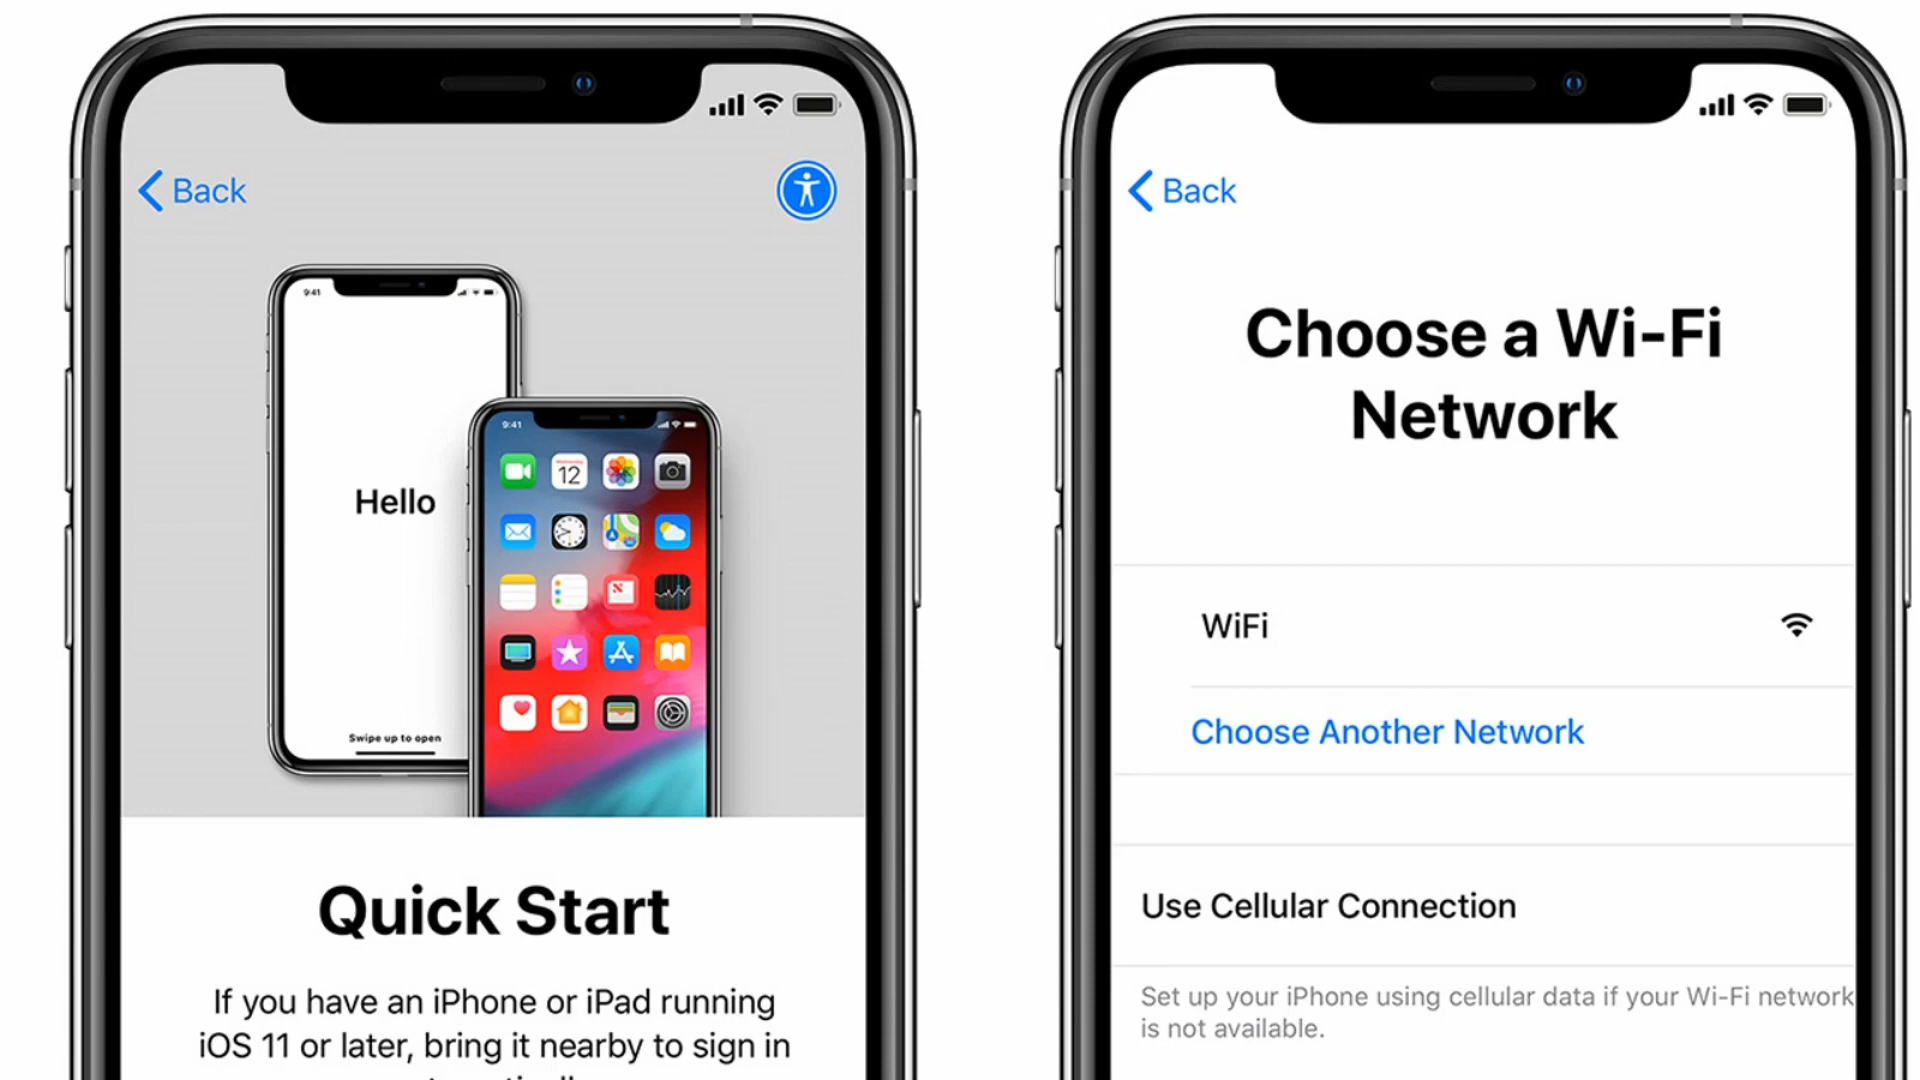 Back
9:41
Hello
Swipe up to open
9:41
Wednesday
12
Quick Start
If you have an iPhone or iPad running
iOS 11 or later, bring it nearby to sign in
Back
Choose a Wi-Fi
Network
WiFi
Choose Another Network
Use Cellular Connection
Set up your iPhone using cellular data if your Wi-Fi network
is not available.